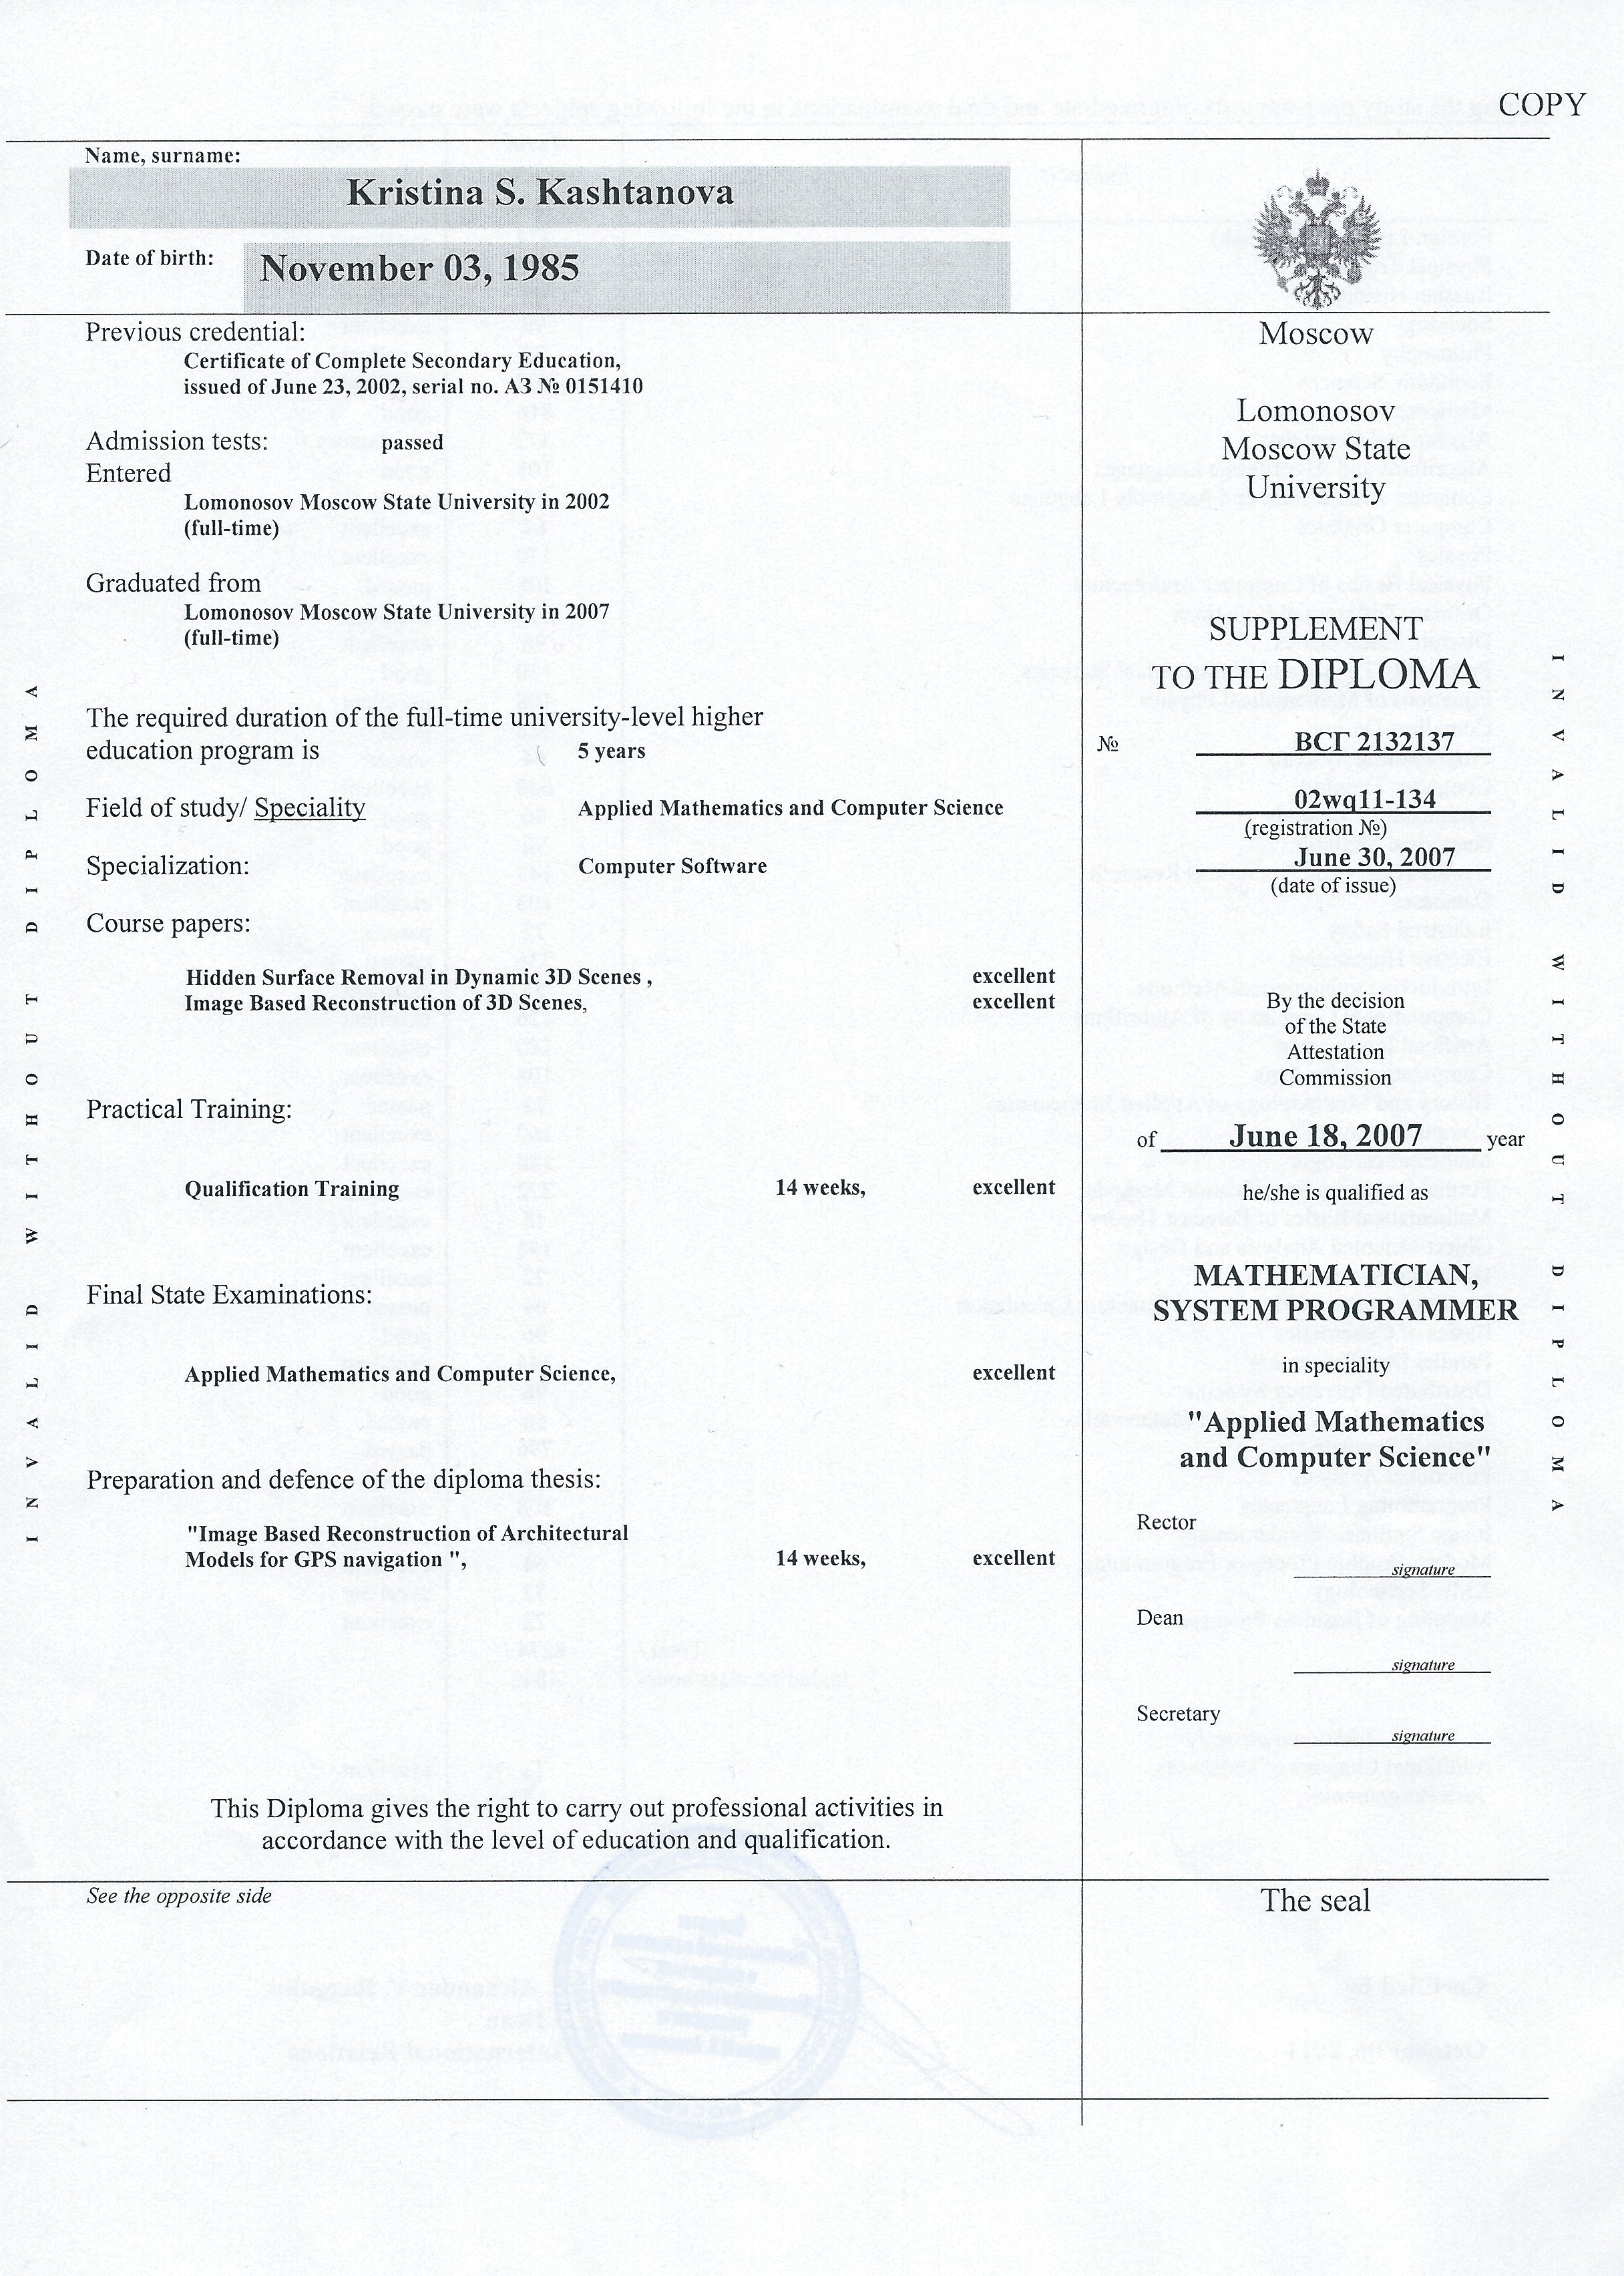 COPY
Name, surname:
Kristina S. Kashtanova
Date of birth:
November 03, 1985
Previous credential:
Certificate of Complete Secondary Education,
issued of June 23, 2002, serial no. АЗ № 0151410
Admission tests: passed
Entered
Lomonosov Moscow State University in 2002
(full-time)
Graduated from
Lomonosov Moscow State University in 2007
(full-time)
The required duration of the full-time university-level higher
education program is 5 years
Field of study/ Speciality Applied Mathematics and Computer Science
Specialization: Computer Software
Course papers:
Hidden Surface Removal in Dynamic 3D Scenes , excellent
Image Based Reconstruction of 3D Scenes, excellent
Practical Training:
Qualification Training 14 weeks, excellent
Final State Examinations:
Applied Mathematics and Computer Science, excellent
Preparation and defence of the diploma thesis:
"Image Based Reconstruction of Architectural
Models for GPS navigation ", 14 weeks, excellent
This Diploma gives the right to carry out professional activities in
accordance with the level of education and qualification.
See the opposite side
Moscow
Lomonosov
Moscow State
University
SUPPLEMENT
TO THE DIPLOMA
№ ВСГ 2132137
02wq11-134
(registration №)
June 30, 2007
(date of issue)
By the decision
of the State
Attestation
Commission
of June 18, 2007 year
he/she is qualified as
MATHEMATICIAN,
SYSTEM PROGRAMMER
in speciality
"Applied Mathematics
and Computer Science"
Rector
signature
Dean
signature
Secretary
signature
The seal
INVALID WITHOUT DIPLOMA
INVALID WITHOUT DIPLOMA